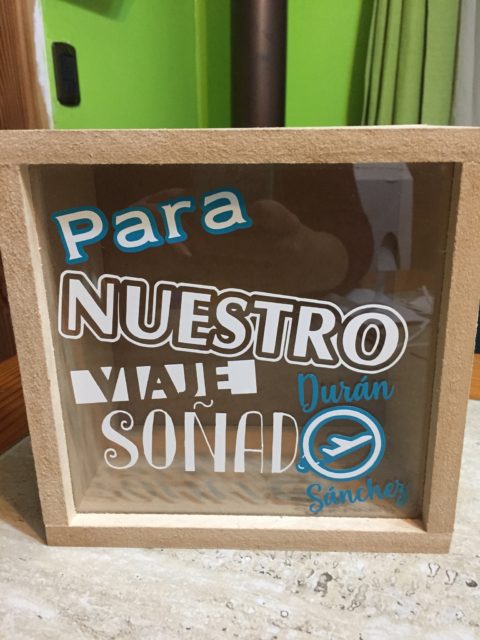 Para
NUESTRO
VIAJE
SOÑADO
Durán
Sánchez